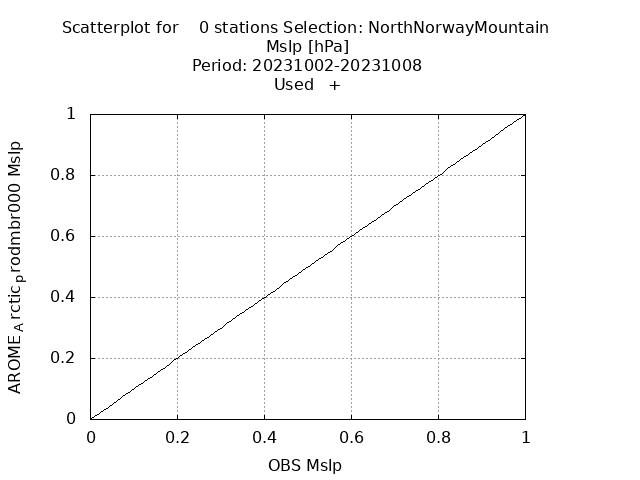 Scatterplot for    0 stations Selection: NorthNorwayMountain
Mslp [hPa]
Period: 20231002-20231008
Used   +
1
0.8
0.6
0.4
0.2
0
AROME_Arctic_prodmbr000 Mslp
0 0.2 0.4 0.6 0.8 1
OBS Mslp